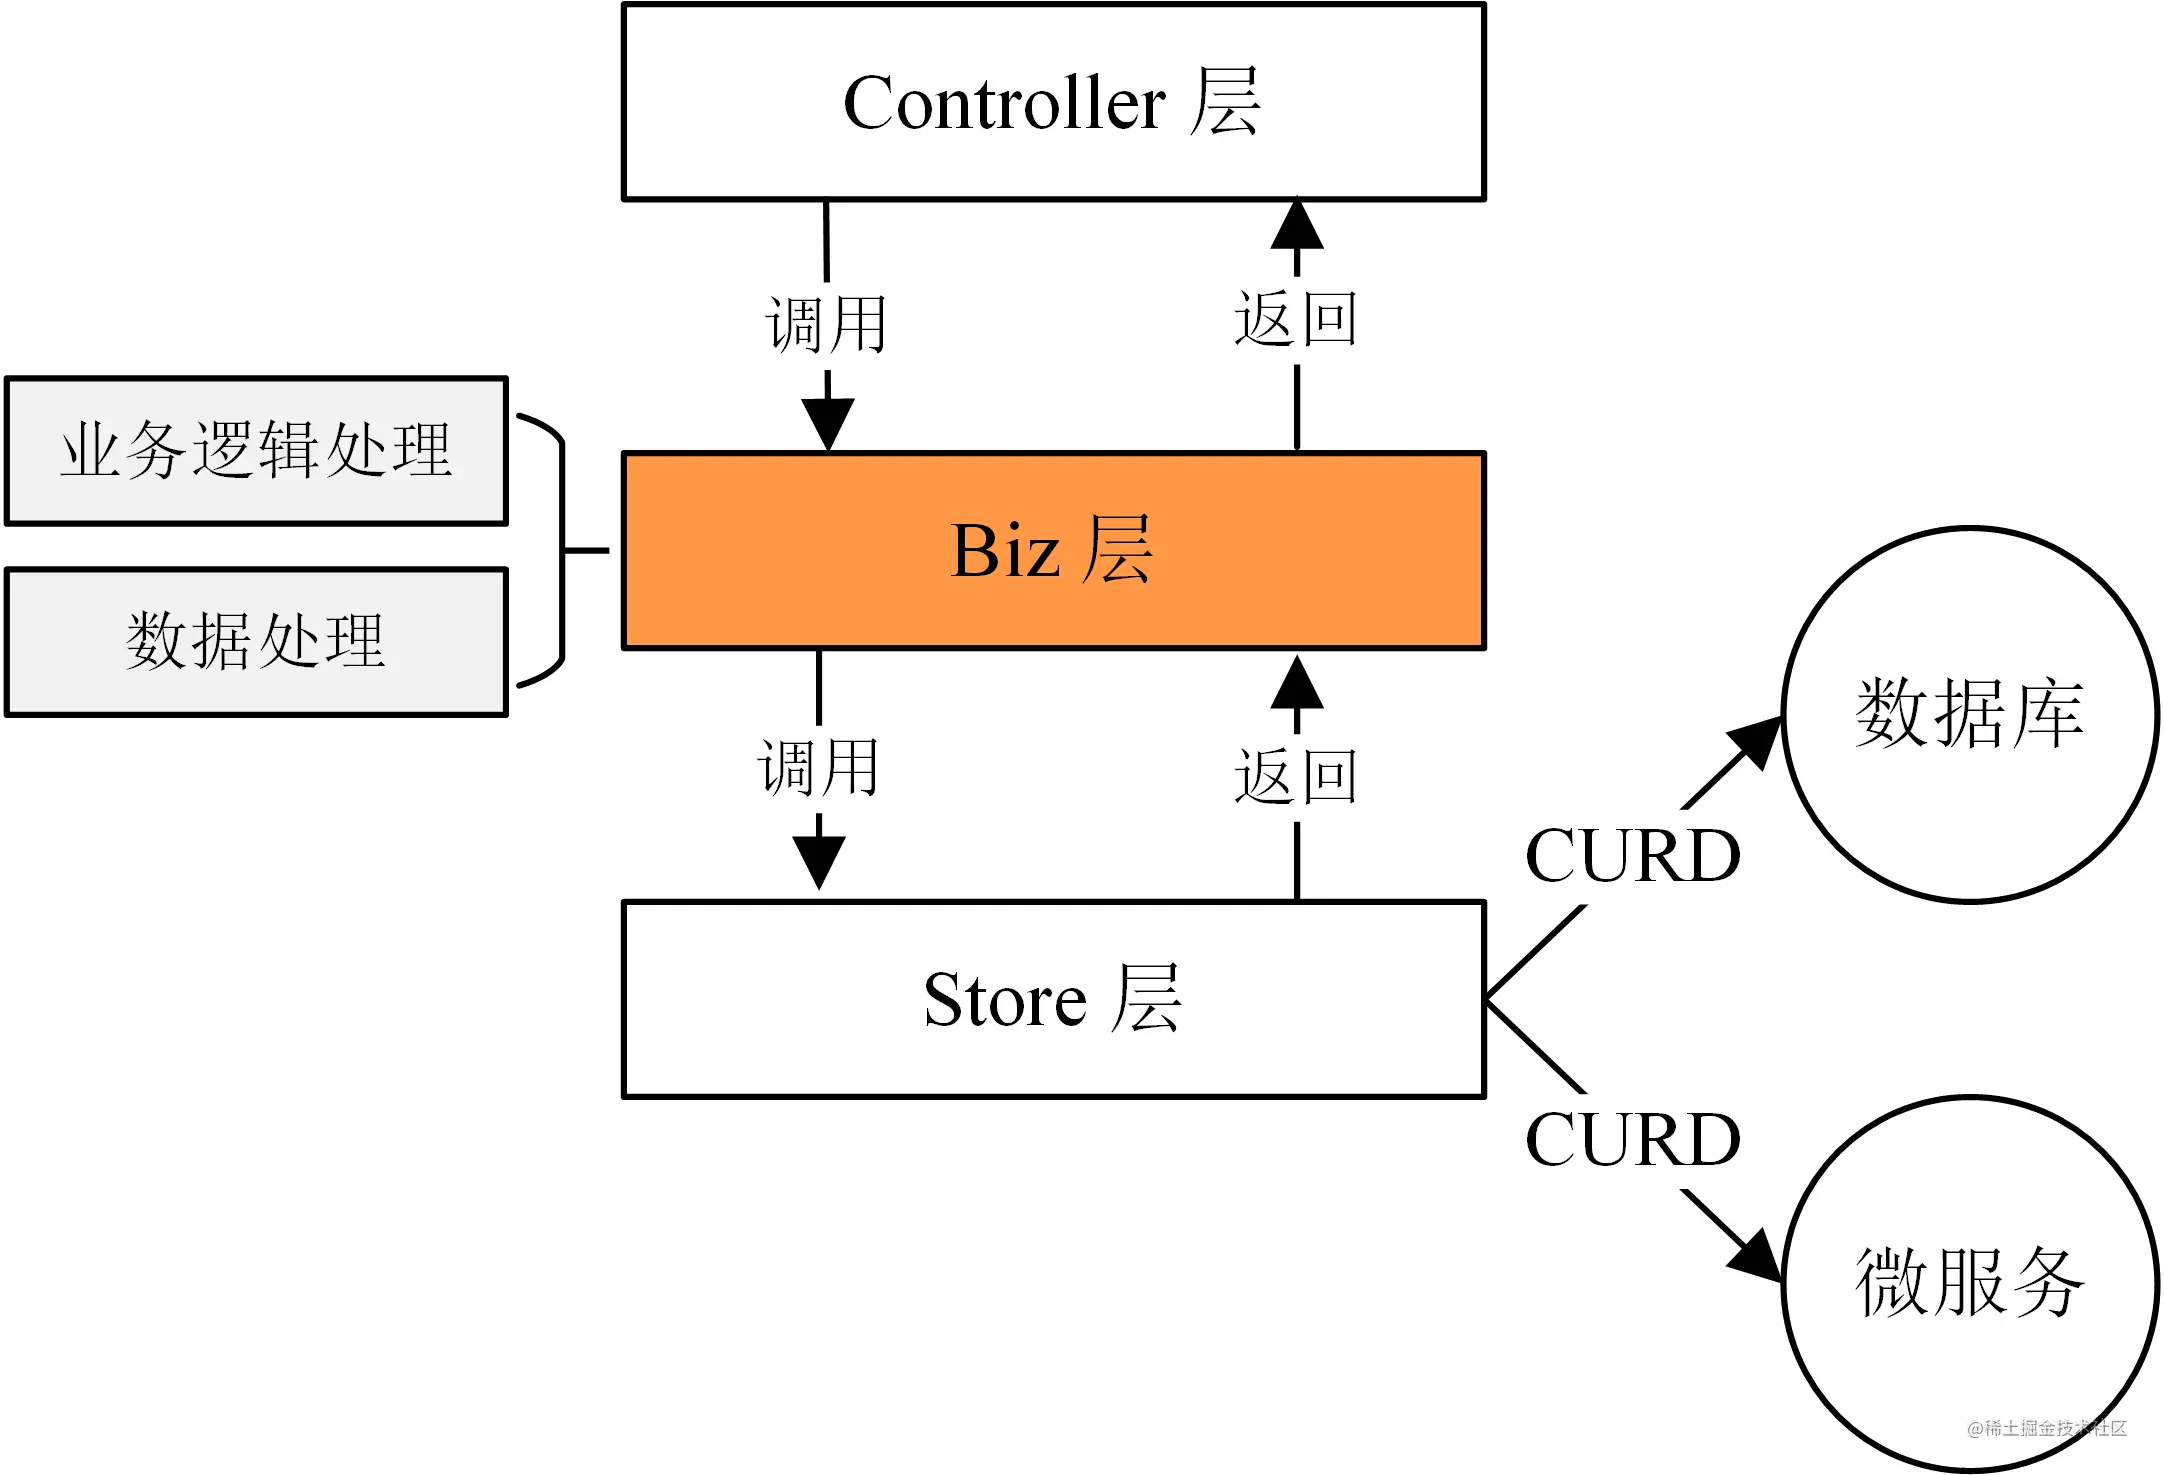 Controller 层
调用
返回
业务逻辑处理
Biz 层
数据处理
数据库
调用
返回
CURD
Store 层
CURD
微服务
@稀土掘金技术社区